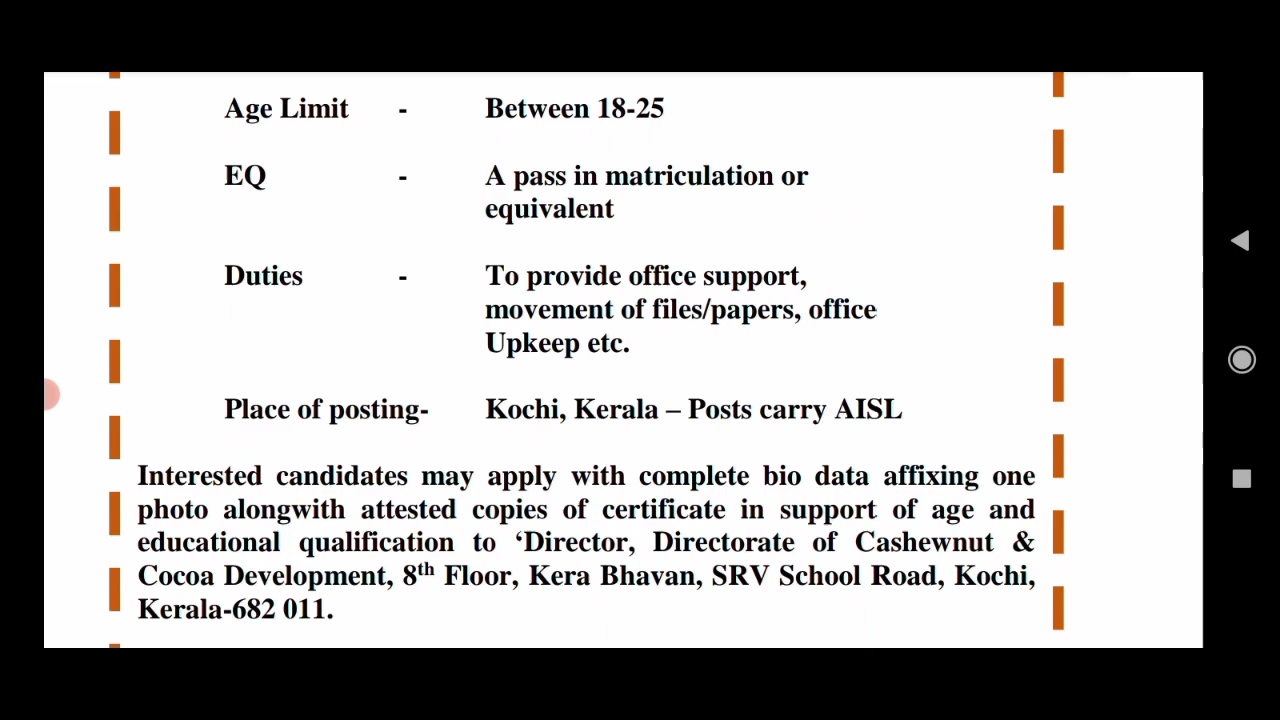 Age Limit - Between 18-25
EQ - A pass in matriculation or
equivalent
Duties - To provide office support,
movement of files/papers, office
Upkeep etc.
Place of posting- Kochi, Kerala – Posts carry AISL
Interested candidates may apply with complete bio data affixing one
photo alongwith attested copies of certificate in support of age and
educational qualification to ‘Director, Directorate of Cashewnut &
Cocoa Development, 8th Floor, Kera Bhavan, SRV School Road, Kochi,
Kerala-682 011.